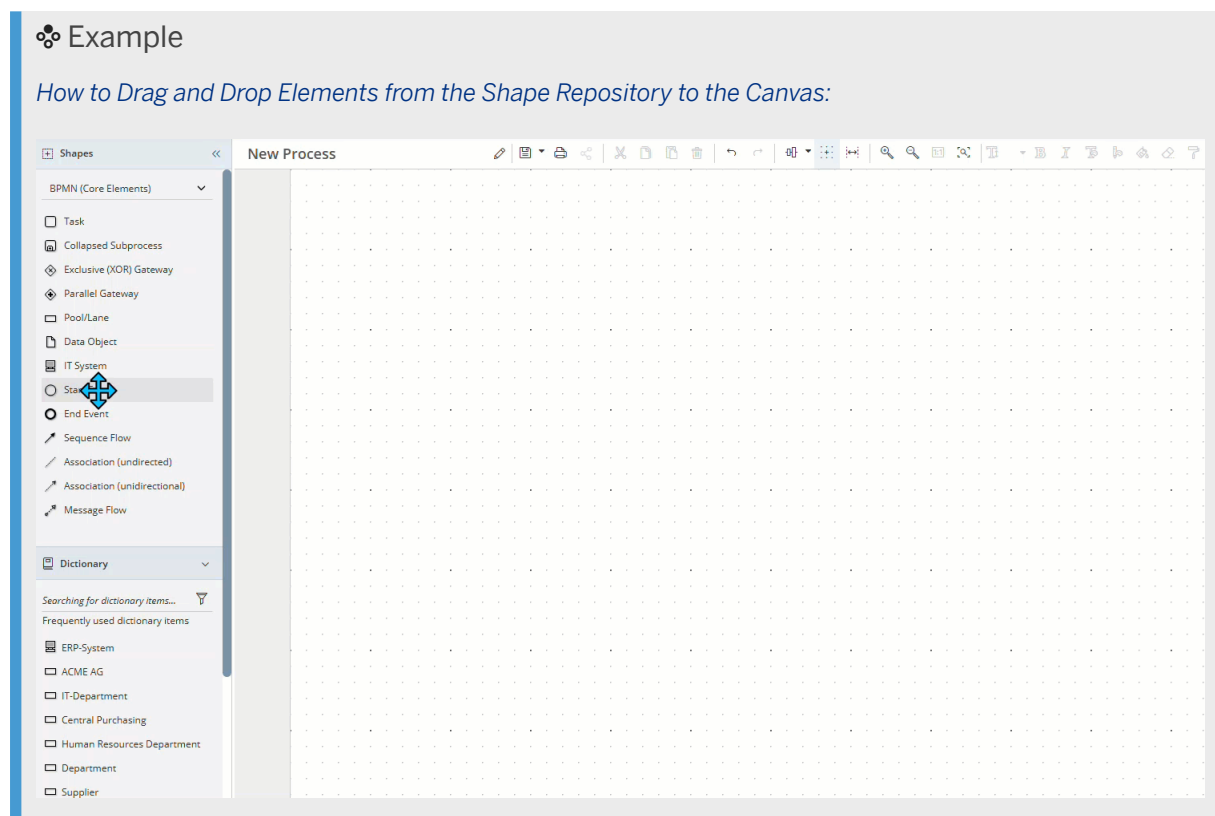 Example
How to Drag and Drop Elements from the Shape Repository to the Canvas:
Shapes
New Process
BPMN (Core Elements)
Task
Collapsed Subprocess
Exclusive (XOR) Gateway
Parallel Gateway
Pool/Lane
Data Object
IT System
End Event
Sequence Flow
Association (undirected)
Association (unidirectional)
Message Flow
Dictionary
Searching for dictionary items...
Frequently used dictionary items
ERP-System
ACME AG
IT-Department
Central Purchasing
Human Resources Department
Department
Supplier